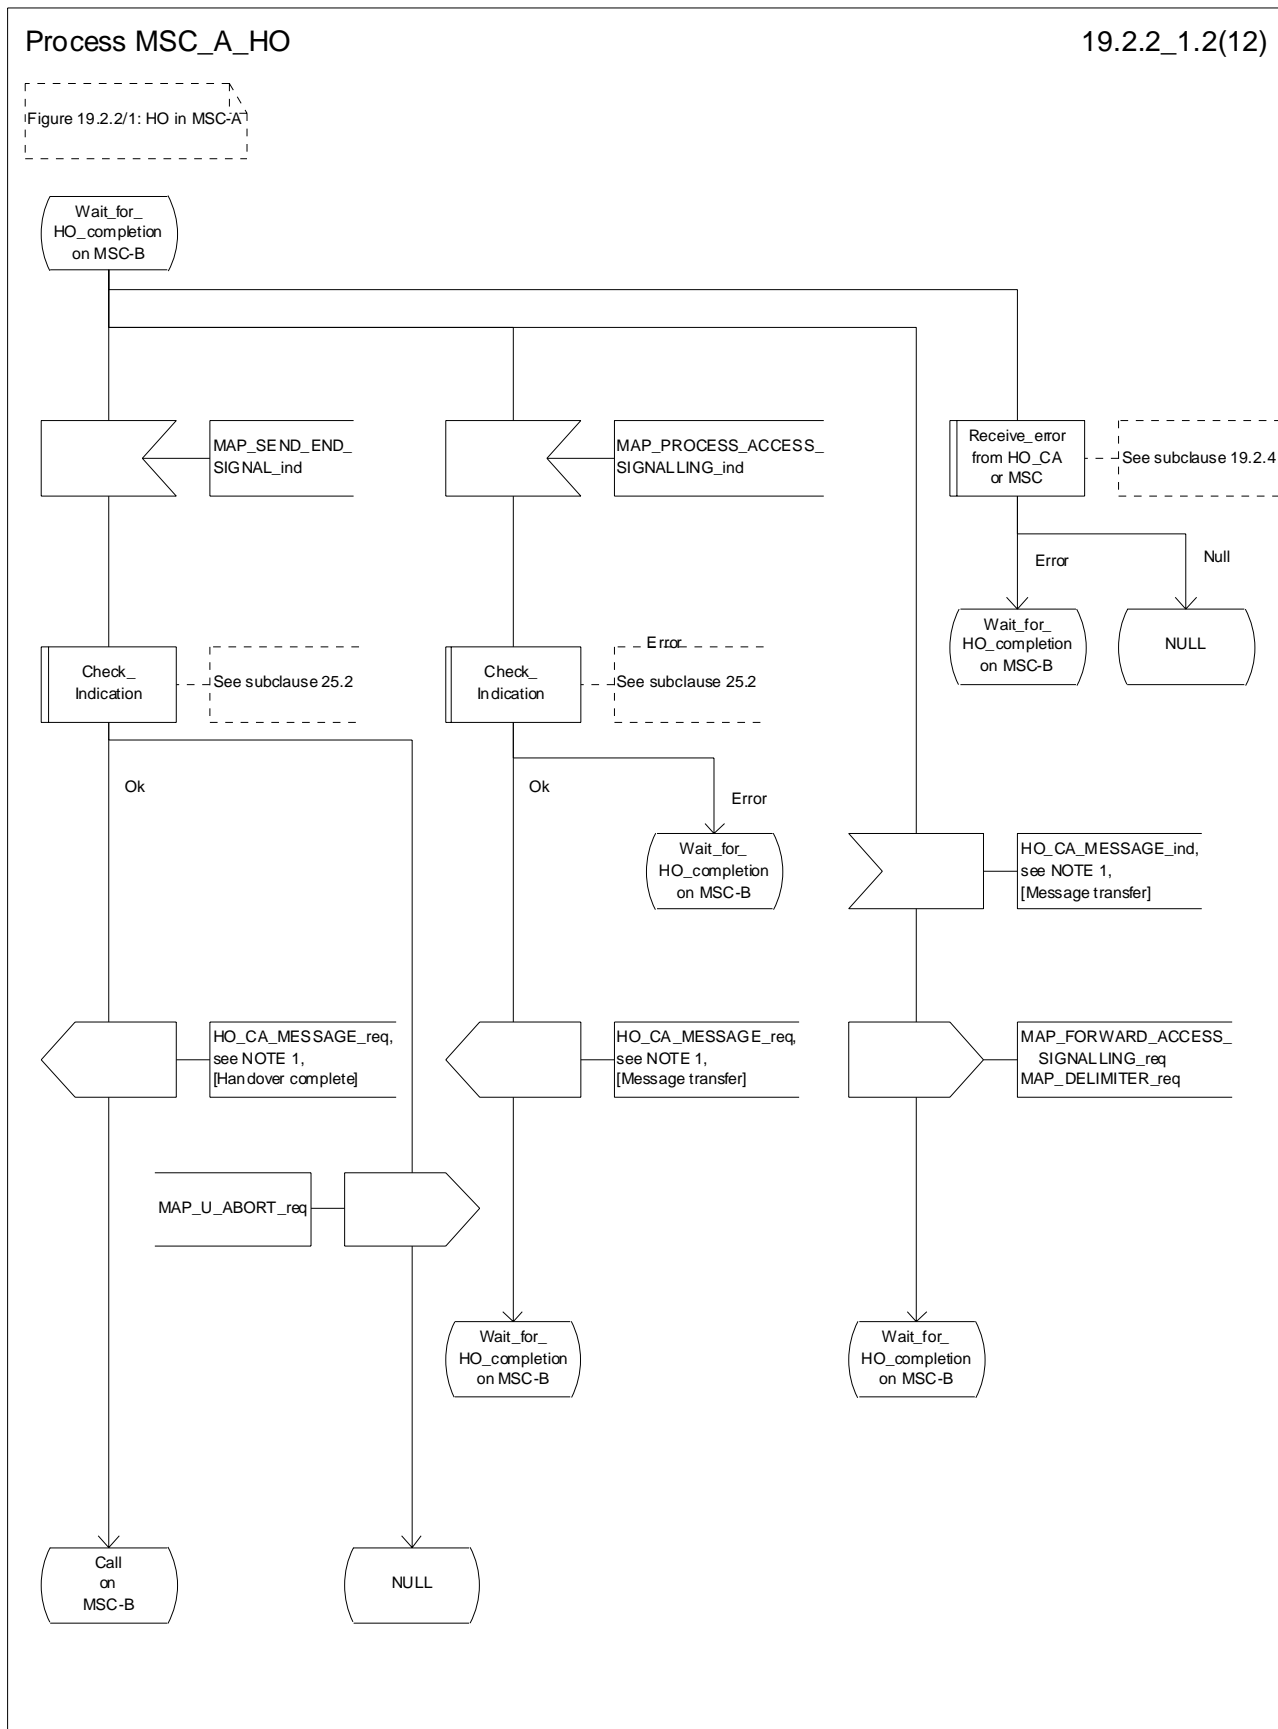 Process MSC_A_HO
19.2.2_1.2(12)
Figure 19.2.2/1: HO in MSC-A
Wait_for_
HO_completion
on MSC-B
MAP_SEND_END_
SIGNAL_ind
MAP_PROCESS_ACCESS_
SIGNALLING_ind
Receive_error
from HO_CA
or MSC
See subclause 19.2.4
Error
Null
Wait_for_
HO_completion
on MSC-B
NULL
Check_
Indication
See subclause 25.2
Check_
Indication
Error
See subclause 25.2
Ok
Ok
Error
Wait_for_
HO_completion
on MSC-B
HO_CA_MESSAGE_ind,
see NOTE 1,
[Message transfer]
HO_CA_MESSAGE_req,
see NOTE 1,
[Handover complete]
HO_CA_MESSAGE_req,
see NOTE 1,
[Message transfer]
MAP_FORWARD_ACCESS_
SIGNALLING_req
MAP_DELIMITER_req
MAP_U_ABORT_req
Wait_for_
HO_completion
on MSC-B
Wait_for_
HO_completion
on MSC-B
Call
on
MSC-B
NULL